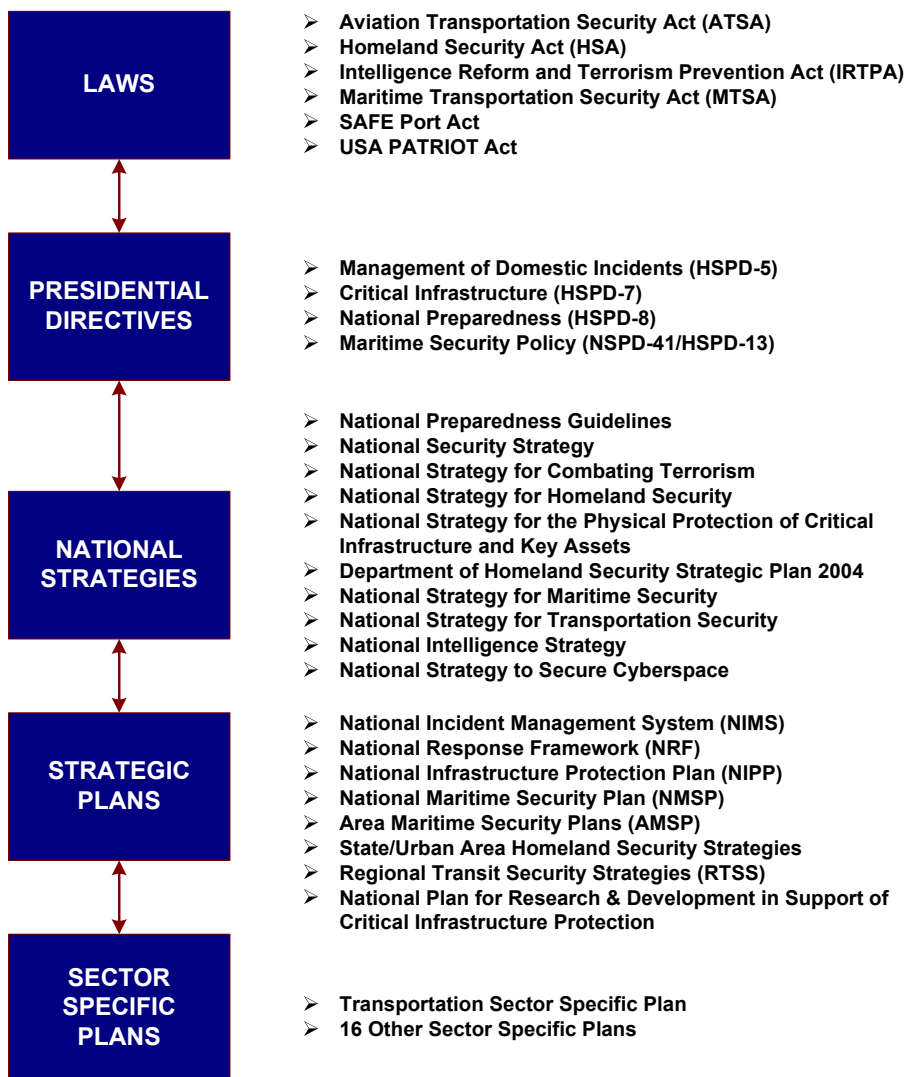 LAWS
➢ Aviation Transportation Security Act (ATSA)
➢ Homeland Security Act (HSA)
➢ Intelligence Reform and Terrorism Prevention Act (IRTPA)
➢ Maritime Transportation Security Act (MTSA)
➢ SAFE Port Act
➢ USA PATRIOT Act
PRESIDENTIAL
DIRECTIVES
➢ Management of Domestic Incidents (HSPD-5)
➢ Critical Infrastructure (HSPD-7)
➢ National Preparedness (HSPD-8)
➢ Maritime Security Policy (NSPD-41/HSPD-13)
NATIONAL
STRATEGIES
➢ National Preparedness Guidelines
➢ National Security Strategy
➢ National Strategy for Combating Terrorism
➢ National Strategy for Homeland Security
➢ National Strategy for the Physical Protection of Critical
Infrastructure and Key Assets
➢ Department of Homeland Security Strategic Plan 2004
➢ National Strategy for Maritime Security
➢ National Strategy for Transportation Security
➢ National Intelligence Strategy
➢ National Strategy to Secure Cyberspace
STRATEGIC
PLANS
➢ National Incident Management System (NIMS)
➢ National Response Framework (NRF)
➢ National Infrastructure Protection Plan (NIPP)
➢ National Maritime Security Plan (NMSP)
➢ Area Maritime Security Plans (AMSP)
➢ State/Urban Area Homeland Security Strategies
➢ Regional Transit Security Strategies (RTSS)
➢ National Plan for Research & Development in Support of
Critical Infrastructure Protection
SECTOR
SPECIFIC
PLANS
➢ Transportation Sector Specific Plan
➢ 16 Other Sector Specific Plans